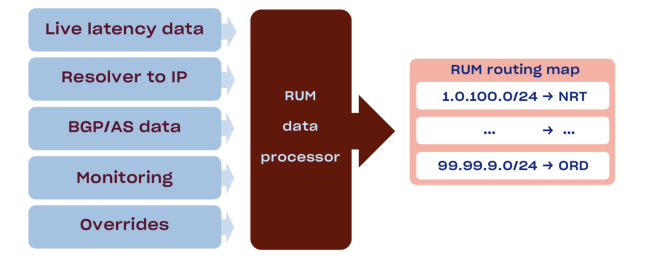 Live latency data
Resolver to IP
BGP/AS data
Monitoring
Overrides
RUM
data
processor
RUM routing map
1.0.100.0/24 → NRT
... → ...
99.99.9.0/24 → ORD